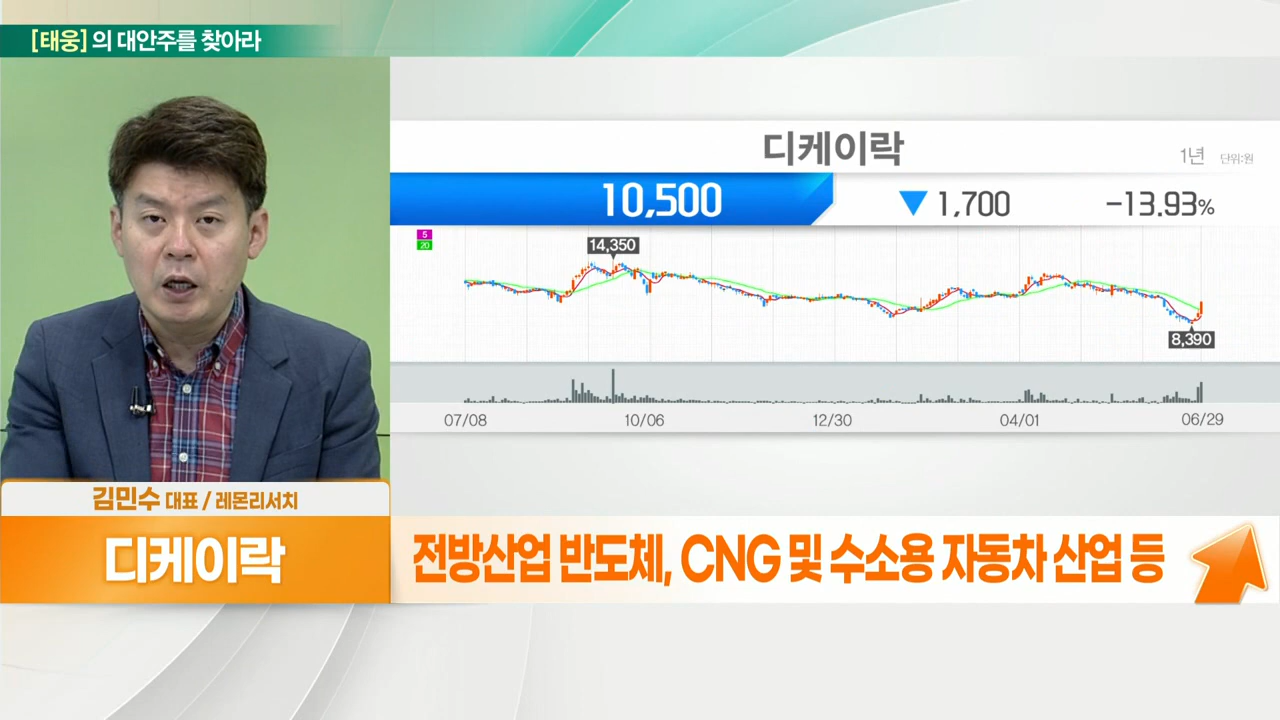 [태웅]의 대안주를 찾아라
디케이락
1년 단위:원
10,500 ▼ 1,700 -13.93%
5
20
14,350
8,390
07/08 10/06 12/30 04/01 06/29
김민수 대표 / 레몬리서치
디케이락
전방산업 반도체, CNG 및 수소용 자동차 산업 등